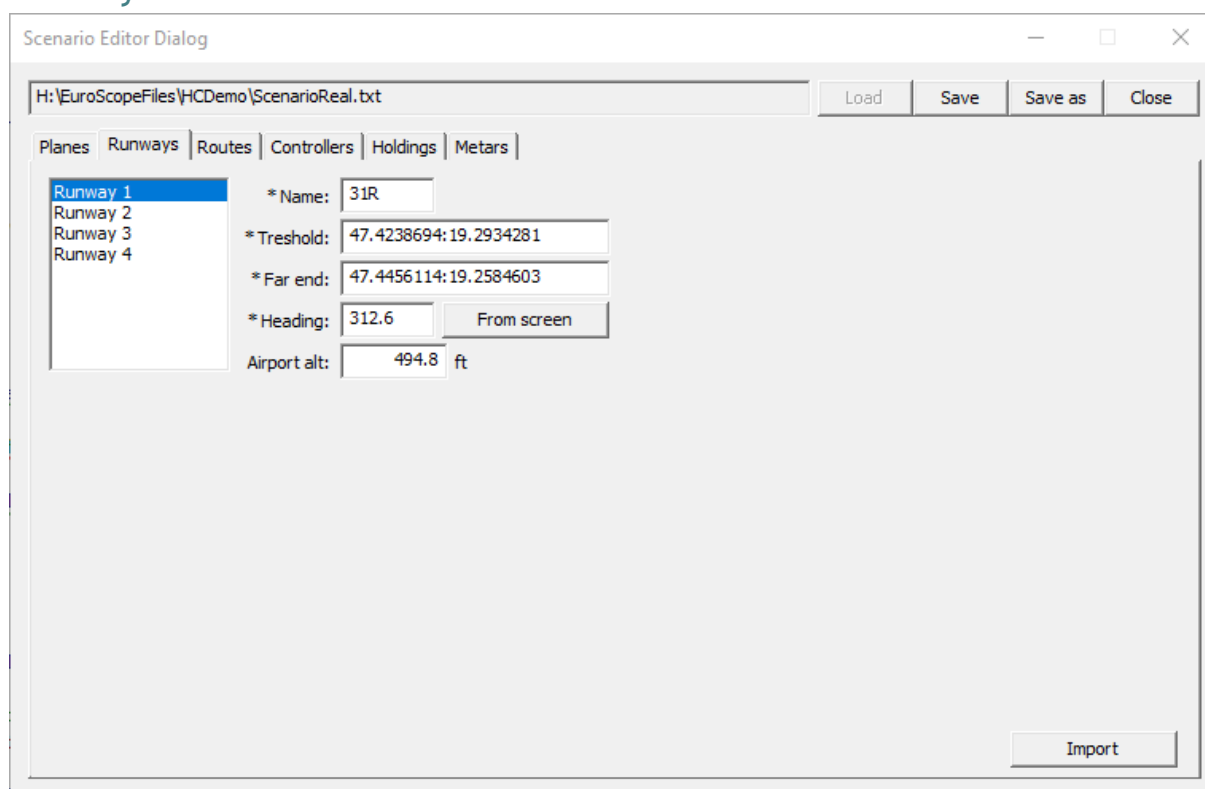 Scenario Editor Dialog
H:\EuroScopeFiles\HCDemo\ScenarioReal.txt Load Save Save as Close
Planes Runways Routes Controllers Holdings Metars
Runway 1
Runway 2
Runway 3
Runway 4
* Name: 31R
* Treshold: 47.4238694:19.2934281
* Far end: 47.4456114:19.2584603
* Heading: 312.6 From screen
Airport alt: 494.8 ft
Import